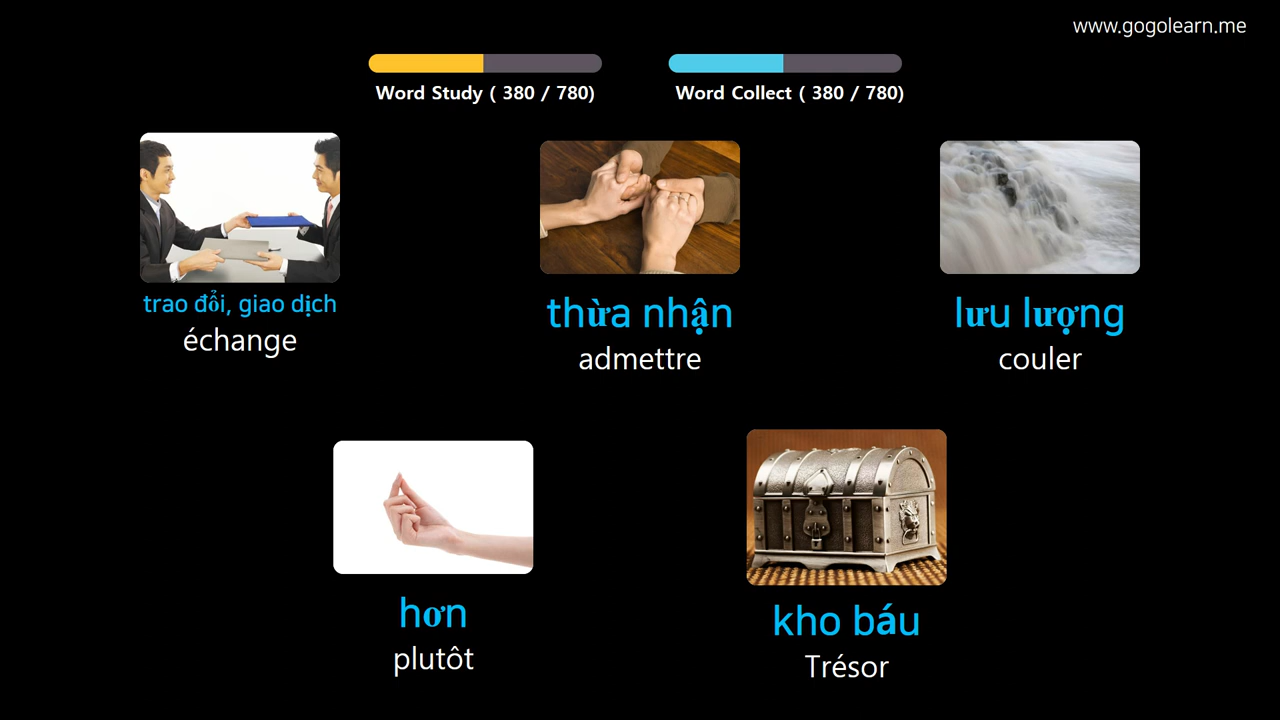 www.gogolearn.me
Word Study ( 380 / 780)
Word Collect ( 380 / 780)
trao đổi, giao dịch
échange
thừa nhận
admettre
lưu lượng
couler
hơn
plutôt
kho báu
Trésor